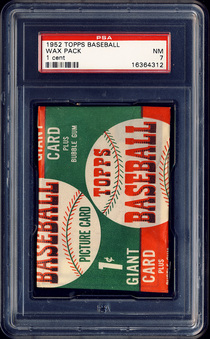 PSA
1952 TOPPS BASEBALL
WAX PACK
1 cent
NM
7
16364312
GIANT
CARD
PLUS
BUBBLE GUM
BASEBALL
PICTURE CARD
TOPPS
BASEBALL
1¢
GIANT
CARD
PLUS